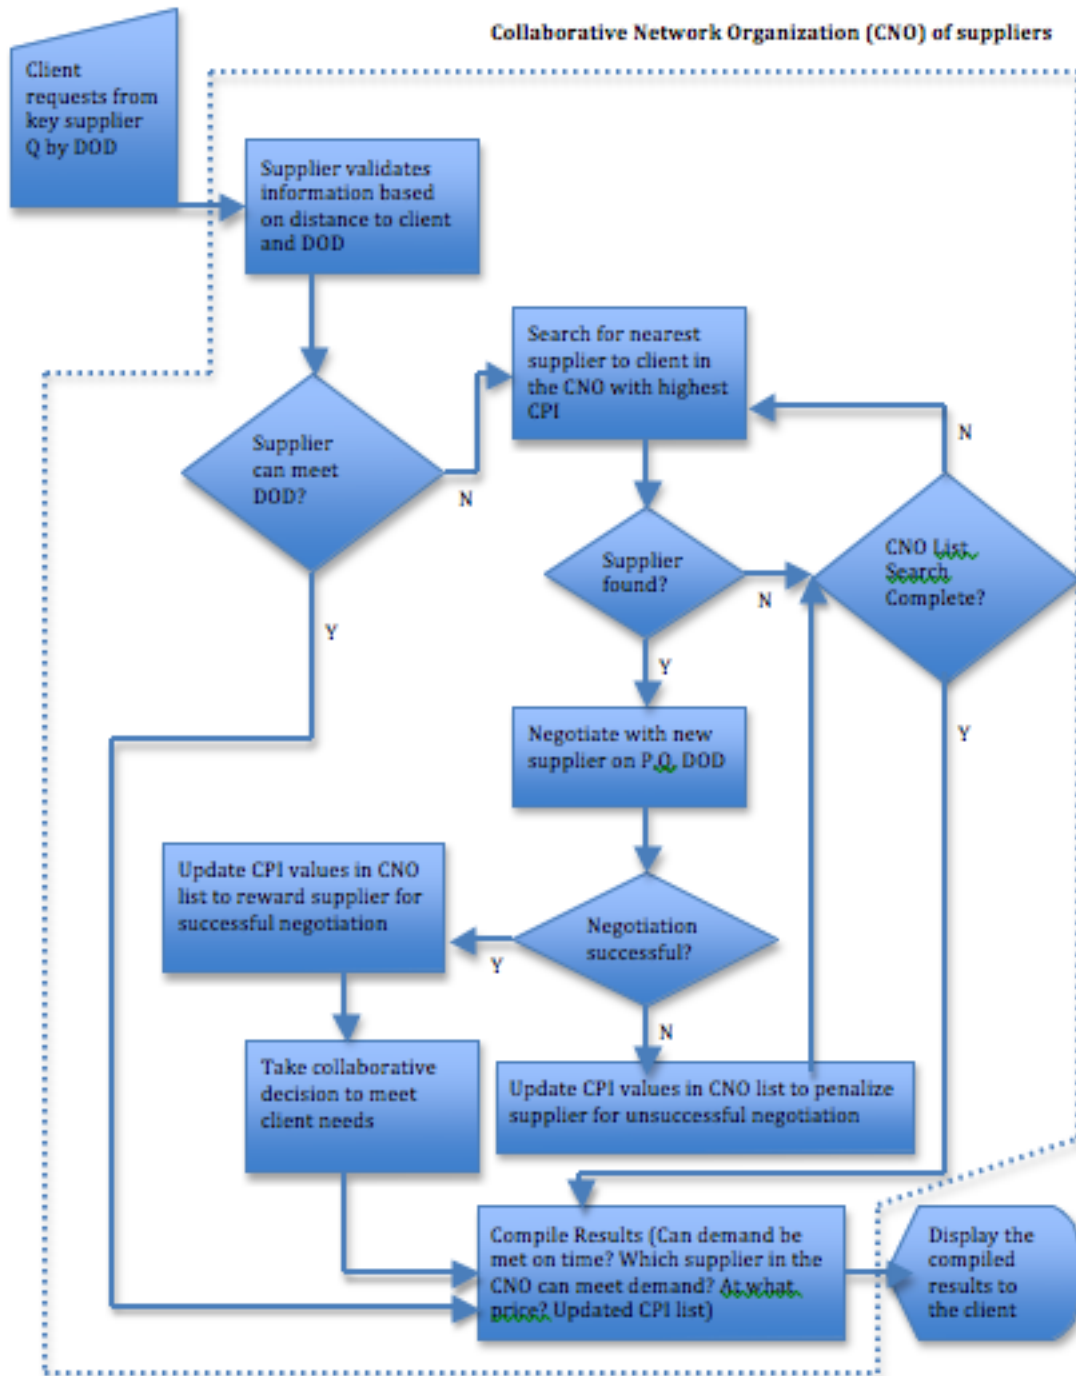 Collaborative Network Organization (CNO) of suppliers
Client
requests from
key supplier
Q by DOD
Supplier validates
information based
on distance to client
and DOD
Search for nearest
supplier to client in
the CNO with highest
CPI
Supplier
can meet
DOD?
N
Y
Supplier
found?
N
Y
CNO List
Search
Complete?
N
Y
Negotiate with new
supplier on P,Q, DOD
Negotiation
successful?
Y
N
Update CPI values in CNO
list to reward supplier for
successful negotiation
Take collaborative
decision to meet
client needs
Update CPI values in CNO list to penalize
supplier for unsuccessful negotiation
Compile Results (Can demand be
met on time? Which supplier in the
CNO can meet demand? At what
price? Updated CPI list)
Display the
compiled
results to
the client